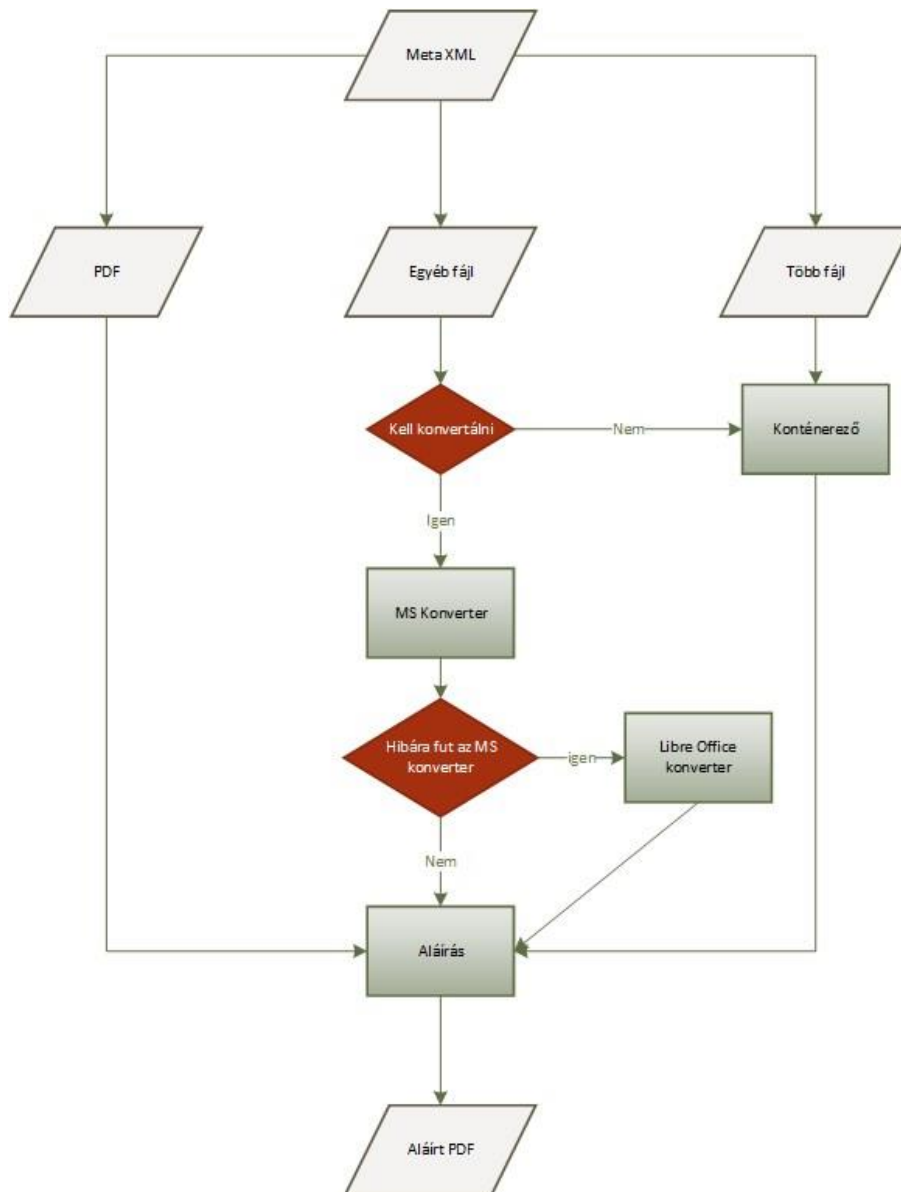 Meta XML
PDF
Egyéb fájl
Több fájl
Kell konvertálni
Nem
Konténerező
Igen
MS Konverter
Hibára fut az MS
konverter
igen
Libre Office
konverter
Nem
Aláírás
Aláírt PDF